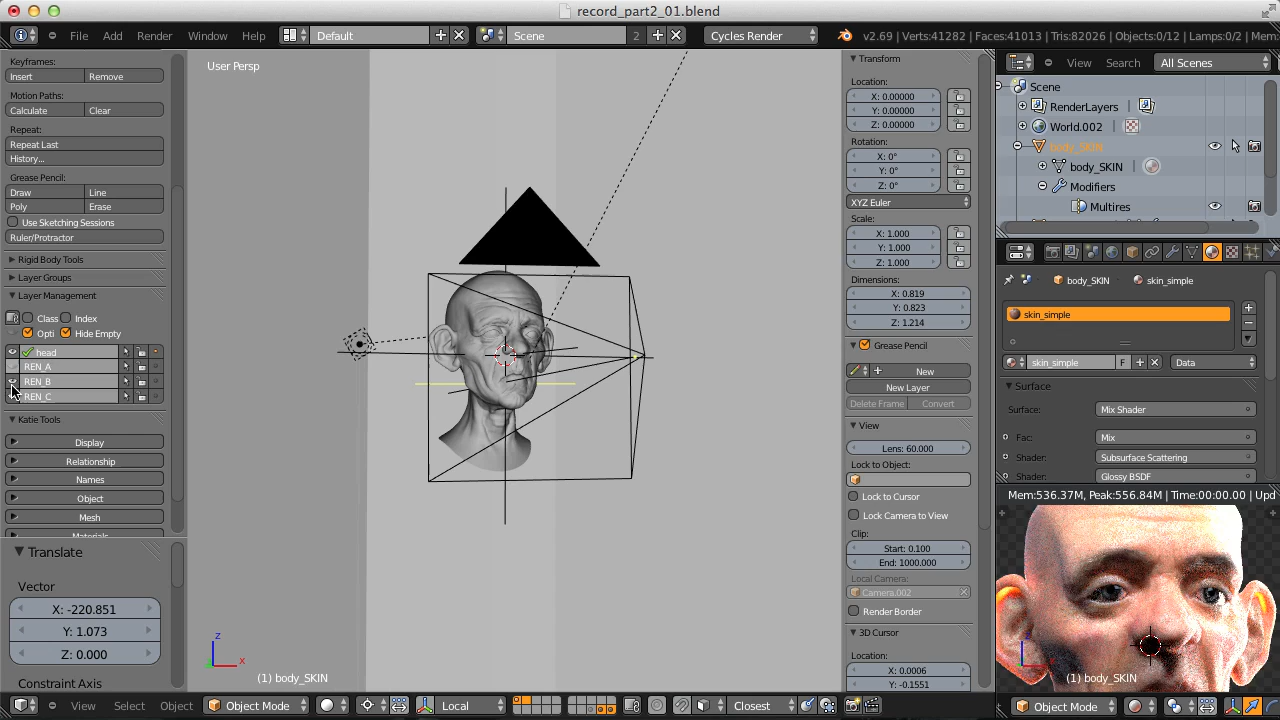 record_part2_01.blend
File Add Render Window Help Default Scene 2 Cycles Render v2.69 | Verts:41282 | Faces:41013 | Tris:82026 | Objects:0/12 | Lamps:0/2 | Mem:
Keyframes:
Insert Remove
Motion Paths:
Calculate Clear
Repeat:
Repeat Last
History...
Grease Pencil:
Draw Line
Poly Erase
Use Sketching Sessions
Ruler/Protractor
Rigid Body Tools
Layer Groups
Layer Management
Class Index
Opti Hide Empty
head
REN_A
REN_B
REN_C
Katie Tools
Display
Relationship
Names
Object
Mesh
Materials
Translate
Vector
X: -220.851
Y: 1.073
Z: 0.000
Constraint Axis
User Persp
z
x
(1) body_SKIN
View Select Object Object Mode Local Closest
Transform
Location:
X: 0.00000
Y: 0.00000
Z: 0.00000
Rotation:
X: 0°
Y: 0°
Z: 0°
XYZ Euler
Scale:
X: 1.000
Y: 1.000
Z: 1.000
Dimensions:
X: 0.819
Y: 0.823
Z: 1.214
Grease Pencil
New
New Layer
Delete Frame Convert
View
Lens: 60.000
Lock to Object:
Lock to Cursor
Lock Camera to View
Clip:
Start: 0.100
End: 1000.000
Local Camera:
Camera.002
Render Border
3D Cursor
Location:
X: 0.0006
Y: -0.1551
View Search All Scenes
Scene
RenderLayers |
World.002 |
body_SKIN
body_SKIN |
Modifiers
Multires
body_SKIN skin_simple
skin_simple
skin_simple F Data
Surface
Surface: Mix Shader
Fac: Mix
Shader: Subsurface Scattering
Shader: Glossy BSDF
Mem:536.37M, Peak:556.84M | Time:00:00.00 | Upd
z
x
(1) body_SKIN
Object Mode